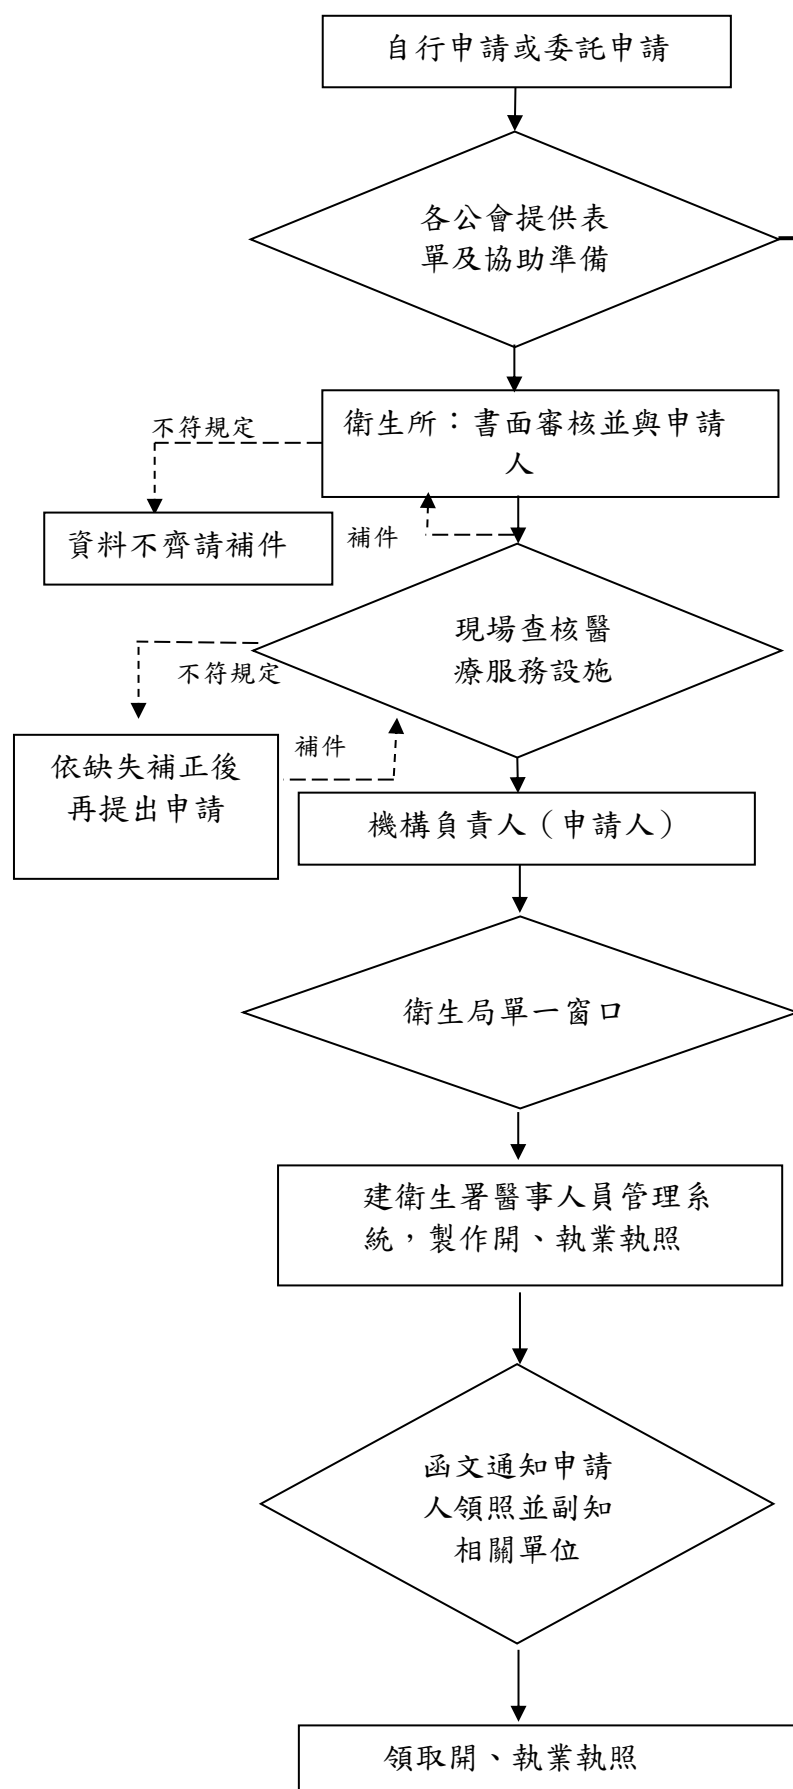 自行申請或委託申請
各公會提供表
單及協助準備
衛生所：書面審核並與申請
人
不符規定
資料不齊請補件
補件
現場查核醫
療服務設施
不符規定
依缺失補正後
再提出申請
補件
機構負責人（申請人）
衛生局單一窗口
建衛生署醫事人員管理系
統，製作開、執業執照
函文通知申請
人領照並副知
相關單位
領取開、執業執照